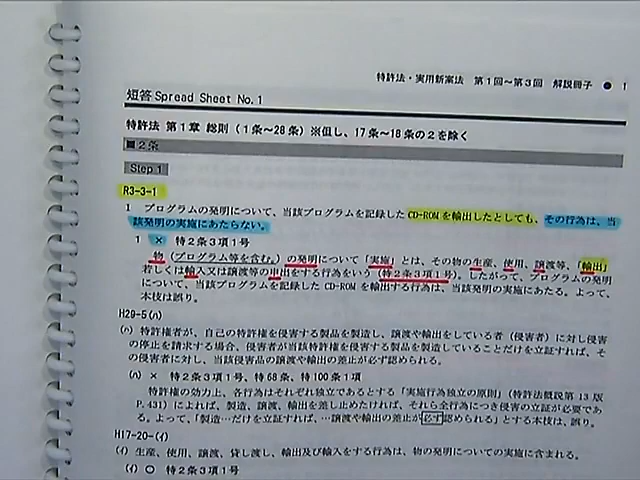 特許法・実用新案法 第1回～第3回 解説冊子 ● 1
短答 Spread Sheet No.1
特許法 第1章 総則（1条～28条）※但し、17条～18条の2を除く
■2条
Step 1
R3-3-1
1 プログラムの発明について、当該プログラムを記録したCD-ROMを輸出したとしても、その行為は、当
該発明の実施にあたらない。
1 × 特2条3項1号
物（プログラム等を含む。）の発明について「実施」とは、その物の生産、使用、譲渡等、「輸出」
若しくは輸入又は譲渡等の申出をする行為をいう（特2条3項1号）。したがって、プログラムの発明
について、当該プログラムを記録したCD-ROMを輸出する行為は、当該発明の実施にあたる。よって、
本枝は誤り。
H29-5-(ﾊ)
(ﾊ) 特許権者が、自己の特許権を侵害する製品を製造し、譲渡や輸出をしている者（侵害者）に対し侵害
の停止を請求する場合、侵害者が当該特許権を侵害する製品を製造していることだけを立証すれば、そ
の侵害者に対し、当該侵害品の譲渡や輸出の差止が必ず認められる。
(ﾊ) × 特2条3項1号、特68条、特100条1項
特許権の効力上、各行為はそれぞれ独立であるとする「実施行為独立の原則」（特許法概説第13版
P.431）によれば、製造、譲渡、輸出を差し止めたければ、それら全行為につき侵害の立証が必要であ
る。よって、「製造…だけを立証すれば、…譲渡や輸出の差止が必ず認められる」とする本枝は、誤り。
H17-20-(ｲ)
(ｲ) 生産、使用、譲渡、貸し渡し、輸出及び輸入をする行為は、物の発明についての実施に含まれる。
(ｲ) ○ 特2条3項1号